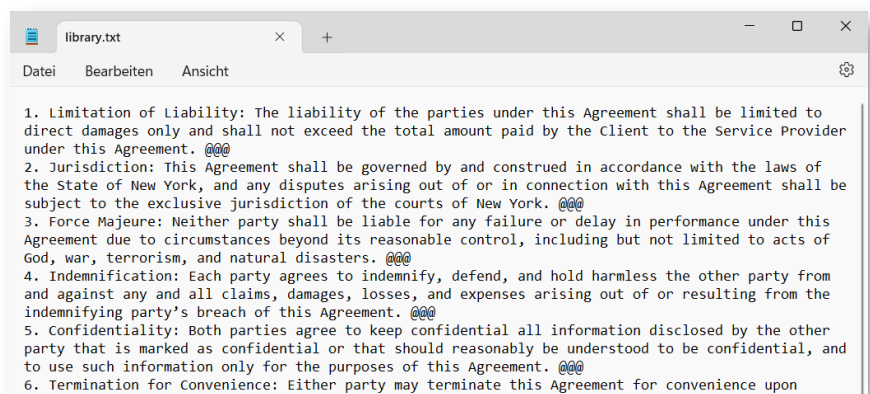 library.txt
Datei Bearbeiten Ansicht
1. Limitation of Liability: The liability of the parties under this Agreement shall be limited to
direct damages only and shall not exceed the total amount paid by the Client to the Service Provider
under this Agreement. @@@
2. Jurisdiction: This Agreement shall be governed by and construed in accordance with the laws of
the State of New York, and any disputes arising out of or in connection with this Agreement shall be
subject to the exclusive jurisdiction of the courts of New York. @@@
3. Force Majeure: Neither party shall be liable for any failure or delay in performance under this
Agreement due to circumstances beyond its reasonable control, including but not limited to acts of
God, war, terrorism, and natural disasters. @@@
4. Indemnification: Each party agrees to indemnify, defend, and hold harmless the other party from
and against any and all claims, damages, losses, and expenses arising out of or resulting from the
indemnifying party’s breach of this Agreement. @@@
5. Confidentiality: Both parties agree to keep confidential all information disclosed by the other
party that is marked as confidential or that should reasonably be understood to be confidential, and
to use such information only for the purposes of this Agreement. @@@
6. Termination for Convenience: Either party may terminate this Agreement for convenience upon